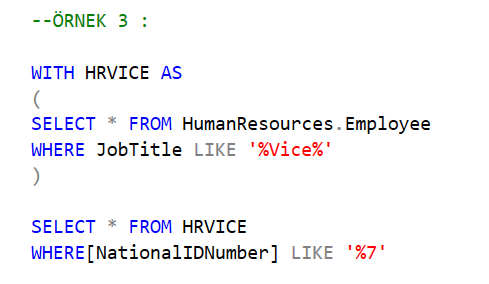 --ÖRNEK 3 :
WITH HRVICE AS
(
SELECT * FROM HumanResources.Employee
WHERE JobTitle LIKE '%Vice%'
)
SELECT * FROM HRVICE
WHERE[NationalIDNumber] LIKE '%7'